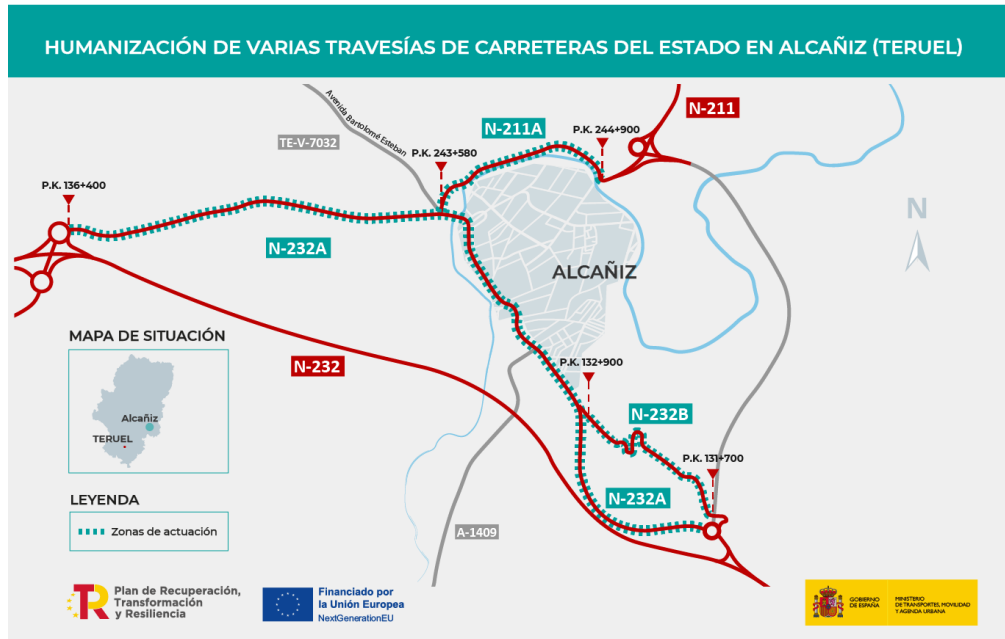 HUMANIZACIÓN DE VARIAS TRAVESÍAS DE CARRETERAS DEL ESTADO EN ALCAÑIZ (TERUEL)
Avenida Bartolomé Esteban
N-211
N-211A
P.K. 244+900
TE-V-7032
P.K. 243+580
P.K. 136+400
N
N-232A
ALCAÑIZ
MAPA DE SITUACIÓN
N-232
P.K. 132+900
Alcañiz
N-232B
TERUEL
P.K. 131+700
LEYENDA
N-232A
Zonas de actuación
A-1409
Plan de Recuperación,
Transformación
y Resiliencia
Financiado por
la Unión Europea
NextGenerationEU
GOBIERNO
DE ESPAÑA
MINISTERIO
DE TRANSPORTES, MOVILIDAD
Y AGENDA URBANA